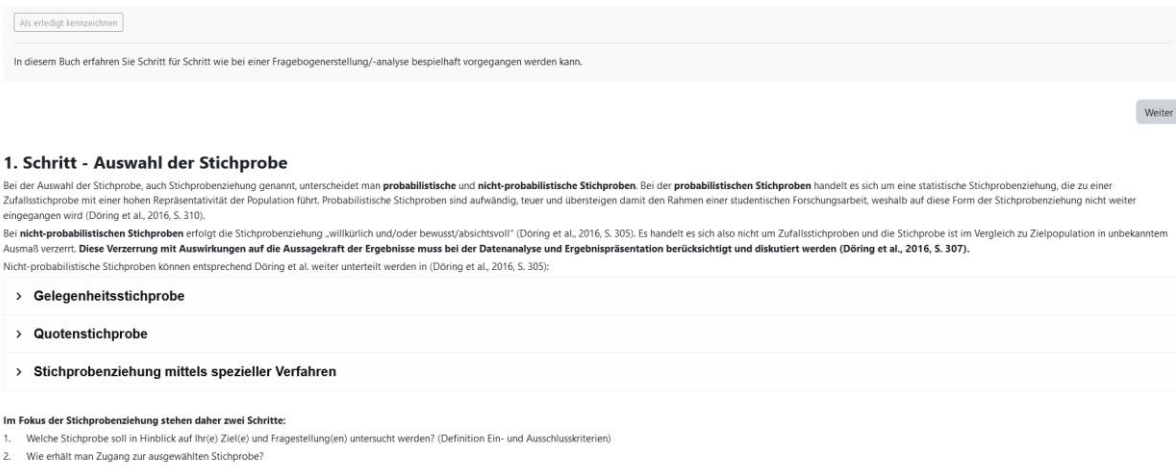 Als erledigt kennzeichnen
In diesem Buch erfahren Sie Schritt für Schritt wie bei einer Fragebogenerstellung/-analyse bespielhaft vorgegangen werden kann.
Weiter
1. Schritt - Auswahl der Stichprobe
Bei der Auswahl der Stichprobe, auch Stichprobenziehung genannt, unterscheidet man probabilistische und nicht-probabilistische Stichproben. Bei der probabilistischen Stichproben handelt es sich um eine statistische Stichprobenziehung, die zu einer
Zufallsstichprobe mit einer hohen Repräsentativität der Population führt. Probabilistische Stichproben sind aufwändig, teuer und übersteigen damit den Rahmen einer studentischen Forschungsarbeit, weshalb auf diese Form der Stichprobenziehung nicht weiter
eingegangen wird (Döring et al., 2016, S. 310).
Bei nicht-probabilistischen Stichproben erfolgt die Stichprobenziehung „willkürlich und/oder bewusst/absichtsvoll" (Döring et al., 2016, S. 305). Es handelt es sich also nicht um Zufallsstichproben und die Stichprobe ist im Vergleich zu Zielpopulation in unbekanntem
Ausmaß verzerrt. Diese Verzerrung mit Auswirkungen auf die Aussagekraft der Ergebnisse muss bei der Datenanalyse und Ergebnispräsentation berücksichtigt und diskutiert werden (Döring et al., 2016, S. 307).
Nicht-probabilistische Stichproben können entsprechend Döring et al. weiter unterteilt werden in (Döring et al., 2016, S. 305):
> Gelegenheitsstichprobe
> Quotenstichprobe
> Stichprobenziehung mittels spezieller Verfahren
Im Fokus der Stichprobenziehung stehen daher zwei Schritte:
1. Welche Stichprobe soll in Hinblick auf Ihr(e) Ziel(e) und Fragestellung(en) untersucht werden? (Definition Ein- und Ausschlusskriterien)
2. Wie erhält man Zugang zur ausgewählten Stichprobe?